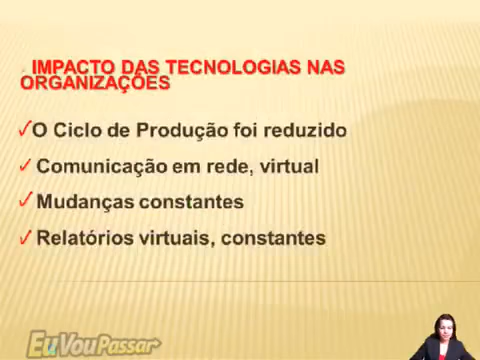 IMPACTO DAS TECNOLOGIAS NAS
ORGANIZAÇÕES
O Ciclo de Produção foi reduzido
Comunicação em rede, virtual
Mudanças constantes
Relatórios virtuais, constantes
EuVouPassar